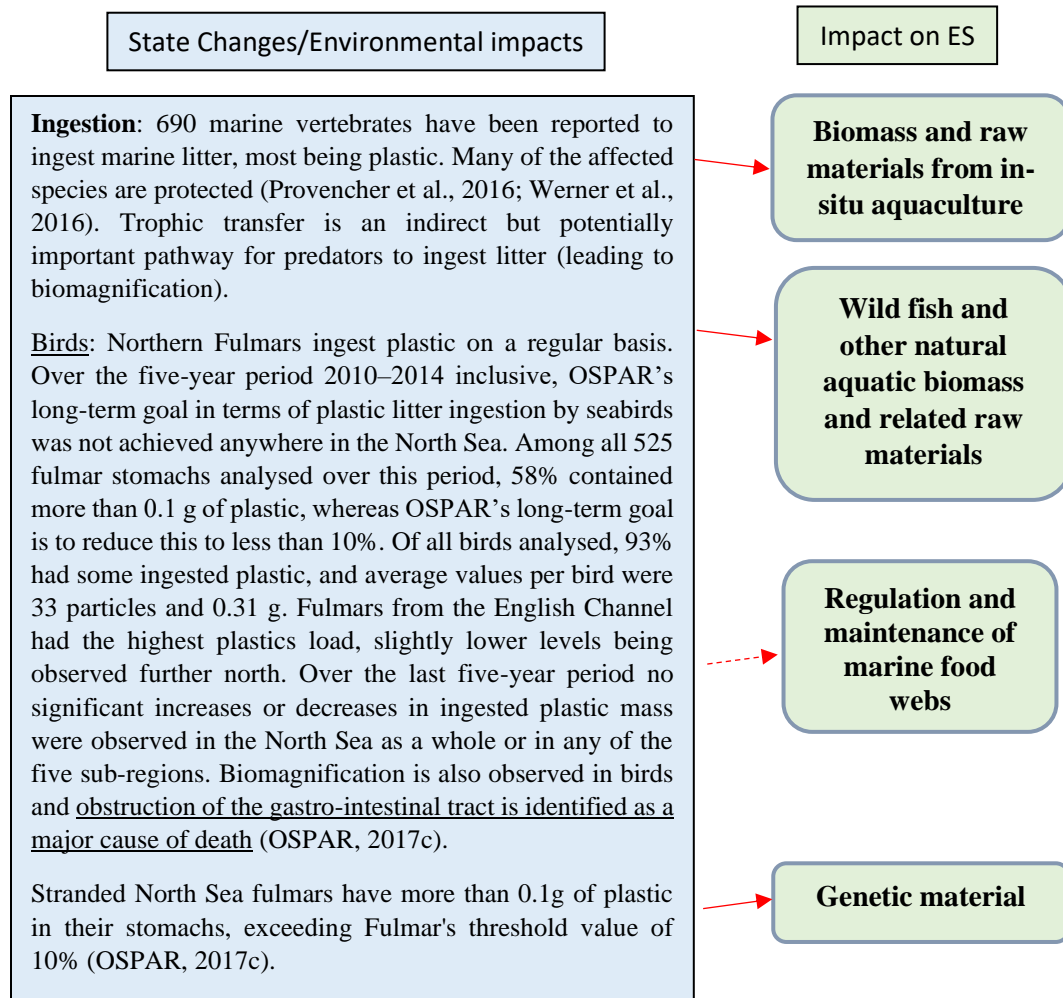 State Changes/Environmental impacts
Impact on ES
Ingestion: 690 marine vertebrates have been reported to
ingest marine litter, most being plastic. Many of the affected
species are protected (Provencher et al., 2016; Werner et al.,
2016). Trophic transfer is an indirect but potentially
important pathway for predators to ingest litter (leading to
biomagnification).
Birds: Northern Fulmars ingest plastic on a regular basis.
Over the five-year period 2010–2014 inclusive, OSPAR’s
long-term goal in terms of plastic litter ingestion by seabirds
was not achieved anywhere in the North Sea. Among all 525
fulmar stomachs analysed over this period, 58% contained
more than 0.1 g of plastic, whereas OSPAR’s long-term goal
is to reduce this to less than 10%. Of all birds analysed, 93%
had some ingested plastic, and average values per bird were
33 particles and 0.31 g. Fulmars from the English Channel
had the highest plastics load, slightly lower levels being
observed further north. Over the last five-year period no
significant increases or decreases in ingested plastic mass
were observed in the North Sea as a whole or in any of the
five sub-regions. Biomagnification is also observed in birds
and obstruction of the gastro-intestinal tract is identified as a
major cause of death (OSPAR, 2017c).
Stranded North Sea fulmars have more than 0.1g of plastic
in their stomachs, exceeding Fulmar's threshold value of
10% (OSPAR, 2017c).
Biomass and raw
materials from in-
situ aquaculture
Wild fish and
other natural
aquatic biomass
and related raw
materials
Regulation and
maintenance of
marine food
webs
Genetic material